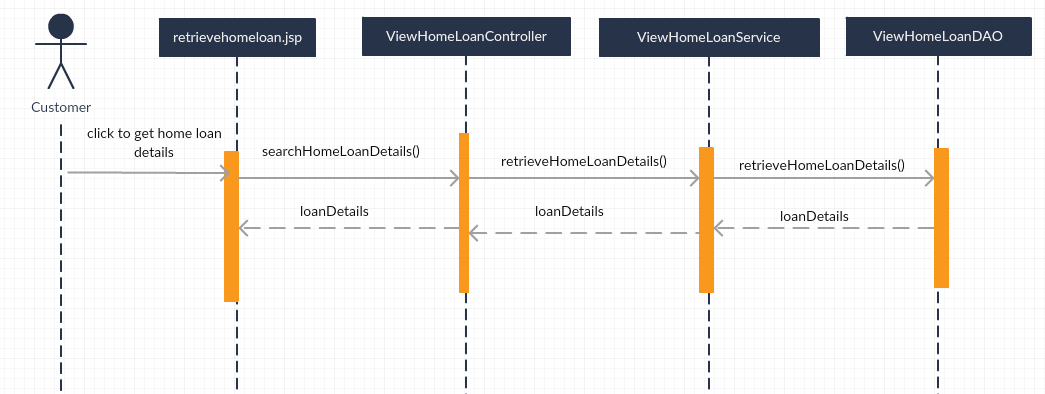 retrievehomeloan.jsp
ViewHomeLoanController
ViewHomeLoanService
ViewHomeLoanDAO
Customer
click to get home loan
details
searchHomeLoanDetails()
retrieveHomeLoanDetails()
retrieveHomeLoanDetails()
loanDetails
loanDetails
loanDetails